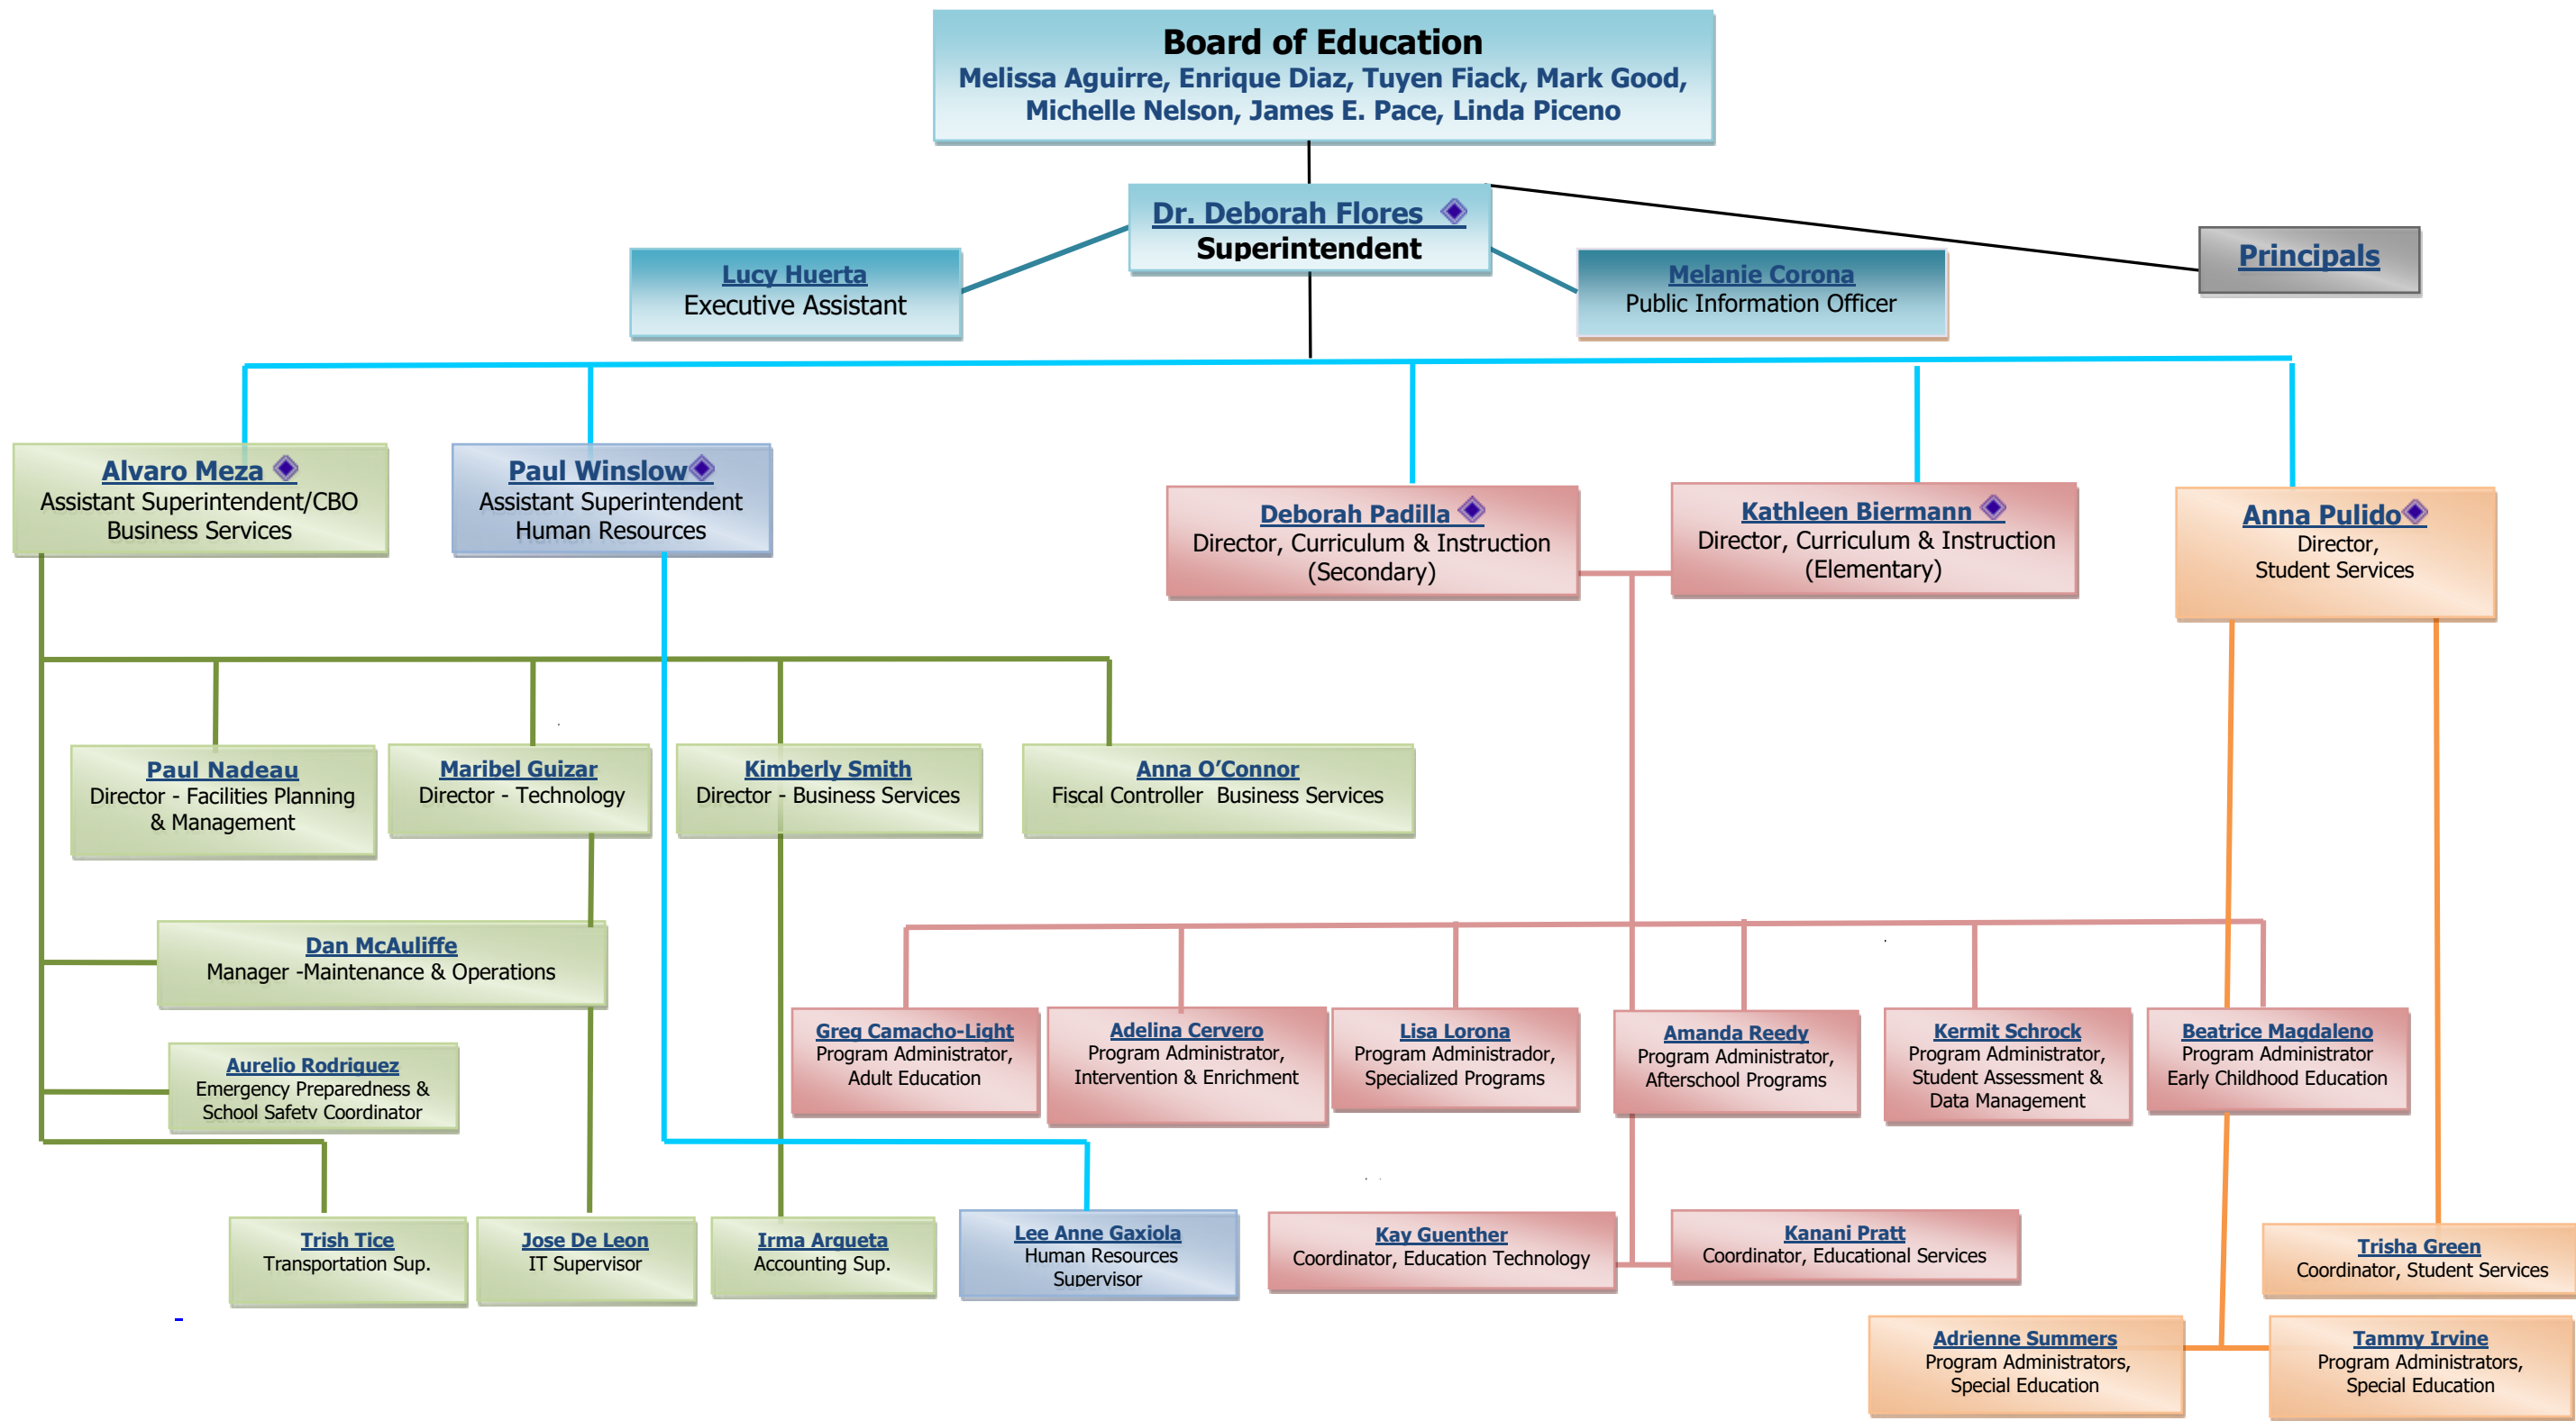 Board of Education
Melissa Aguirre, Enrique Diaz, Tuyen Fiack, Mark Good,
Michelle Nelson, James E. Pace, Linda Piceno
Dr. Deborah Flores
Superintendent
Lucy Huerta
Executive Assistant
Melanie Corona
Public Information Officer
Principals
Alvaro Meza
Assistant Superintendent/CBO
Business Services
Paul Winslow
Assistant Superintendent
Human Resources
Deborah Padilla
Director, Curriculum & Instruction
(Secondary)
Kathleen Biermann
Director, Curriculum & Instruction
(Elementary)
Anna Pulido
Director,
Student Services
Paul Nadeau
Director - Facilities Planning
& Management
Maribel Guizar
Director - Technology
Kimberly Smith
Director - Business Services
Anna O’Connor
Fiscal Controller Business Services
Dan McAuliffe
Manager -Maintenance & Operations
Aurelio Rodriguez
Emergency Preparedness &
School Safety Coordinator
Greg Camacho-Light
Program Administrator,
Adult Education
Adelina Cervero
Program Administrator,
Intervention & Enrichment
Lisa Lorona
Program Administrador,
Specialized Programs
Amanda Reedy
Program Administrator,
Afterschool Programs
Kermit Schrock
Program Administrator,
Student Assessment &
Data Management
Beatrice Magdaleno
Program Administrator
Early Childhood Education
Trish Tice
Transportation Sup.
Jose De Leon
IT Supervisor
Irma Argueta
Accounting Sup.
Lee Anne Gaxiola
Human Resources
Supervisor
Kay Guenther
Coordinator, Education Technology
Kanani Pratt
Coordinator, Educational Services
Trisha Green
Coordinator, Student Services
Adrienne Summers
Program Administrators,
Special Education
Tammy Irvine
Program Administrators,
Special Education